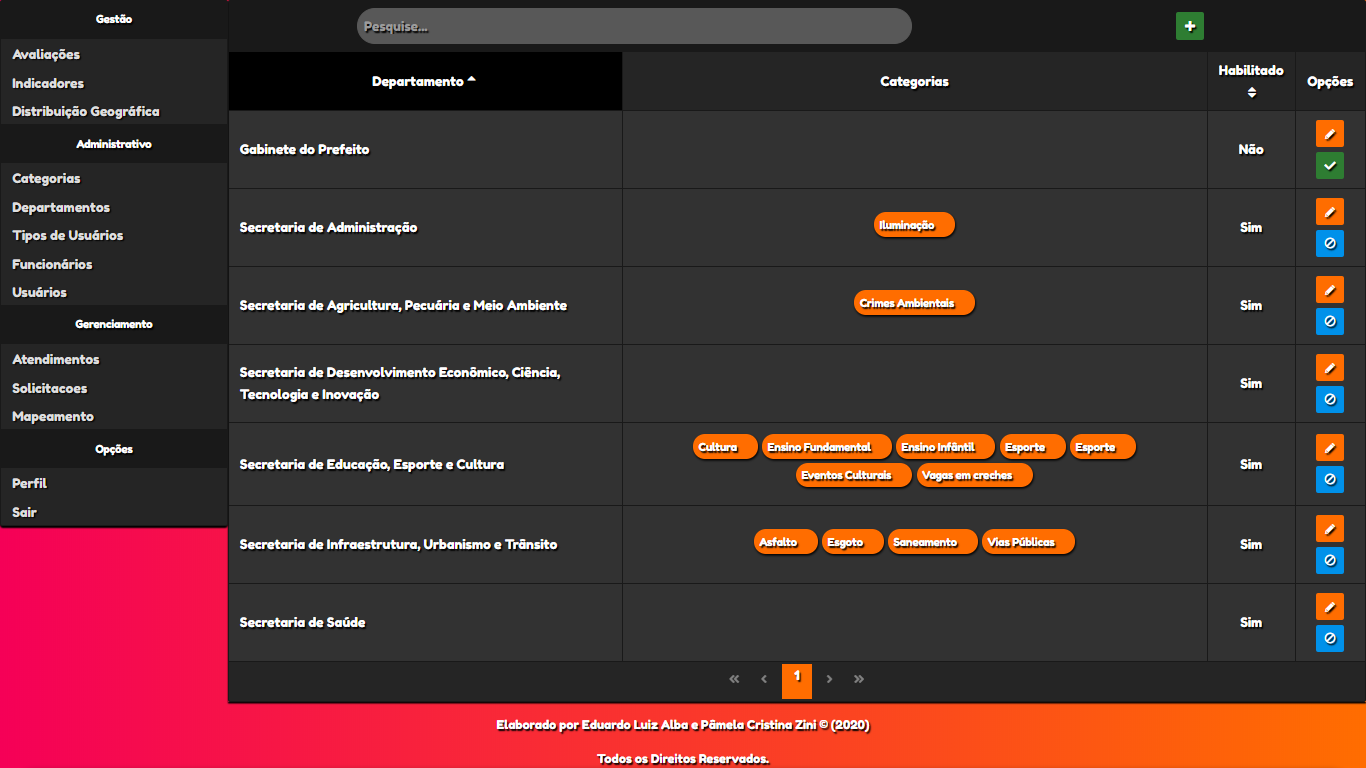 Gestão
Avaliações
Indicadores
Distribuição Geográfica
Administrativo
Categorias
Departamentos
Tipos de Usuários
Funcionários
Usuários
Gerenciamento
Atendimentos
Solicitacoes
Mapeamento
Opções
Perfil
Sair
Pesquise...
Departamento
Categorias
Habilitado
Opções
Gabinete do Prefeito
Não
Secretaria de Administração
Iluminação
Sim
Secretaria de Agricultura, Pecuária e Meio Ambiente
Crimes Ambientais
Sim
Secretaria de Desenvolvimento Econômico, Ciência,
Tecnologia e Inovação
Sim
Secretaria de Educação, Esporte e Cultura
Cultura Ensino Fundamental Ensino Infântil Esporte Esporte
Eventos Culturais Vagas em creches
Sim
Secretaria de Infraestrutura, Urbanismo e Trânsito
Asfalto Esgoto Saneamento Vias Públicas
Sim
Secretaria de Saúde
Sim
« ‹ 1 › »
Elaborado por Eduardo Luiz Alba e Pâmela Cristina Zini © (2020)
Todos os Direitos Reservados.